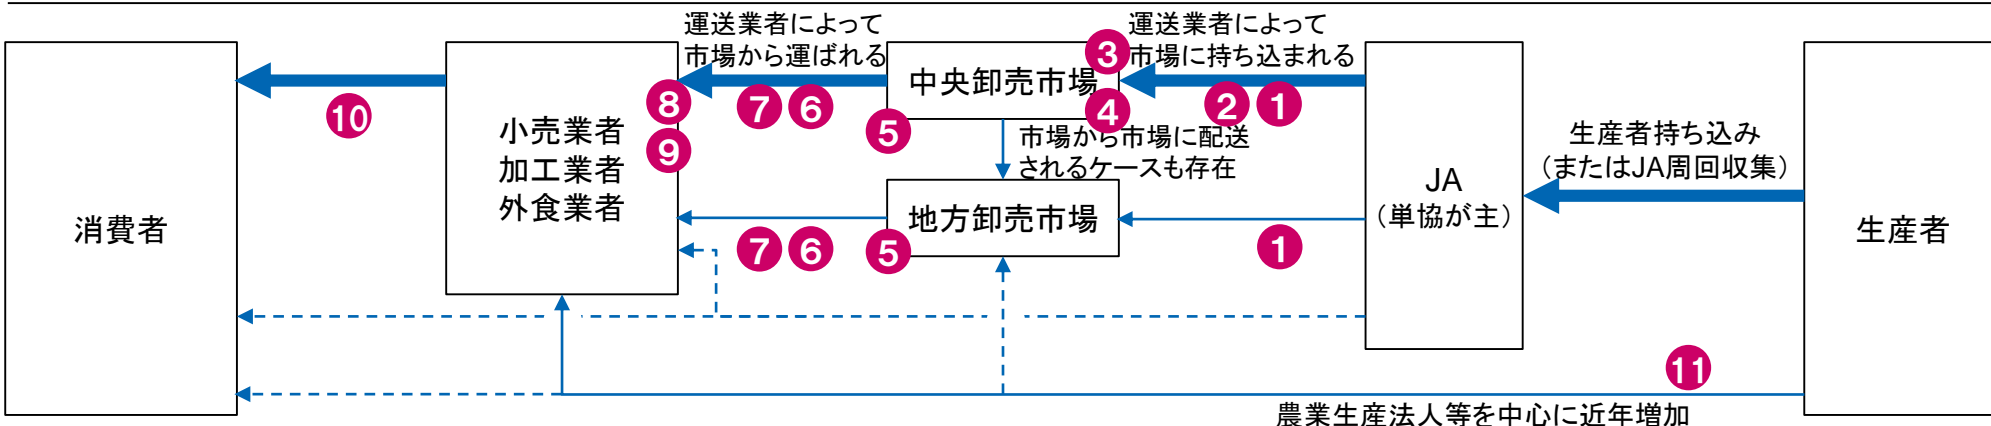 運送業者によって
市場から運ばれる
運送業者によって
市場に持ち込まれる
消費者
10
小売業者
加工業者
外食業者
8
9
7 6
中央卸売市場
3
4
5
2 1
市場から市場に配送
されるケースも存在
地方卸売市場
5
7 6
1
JA
(単協が主)
生産者持ち込み
(またはJA周回収集)
生産者
11
農業生産法人等を中心に近年増加